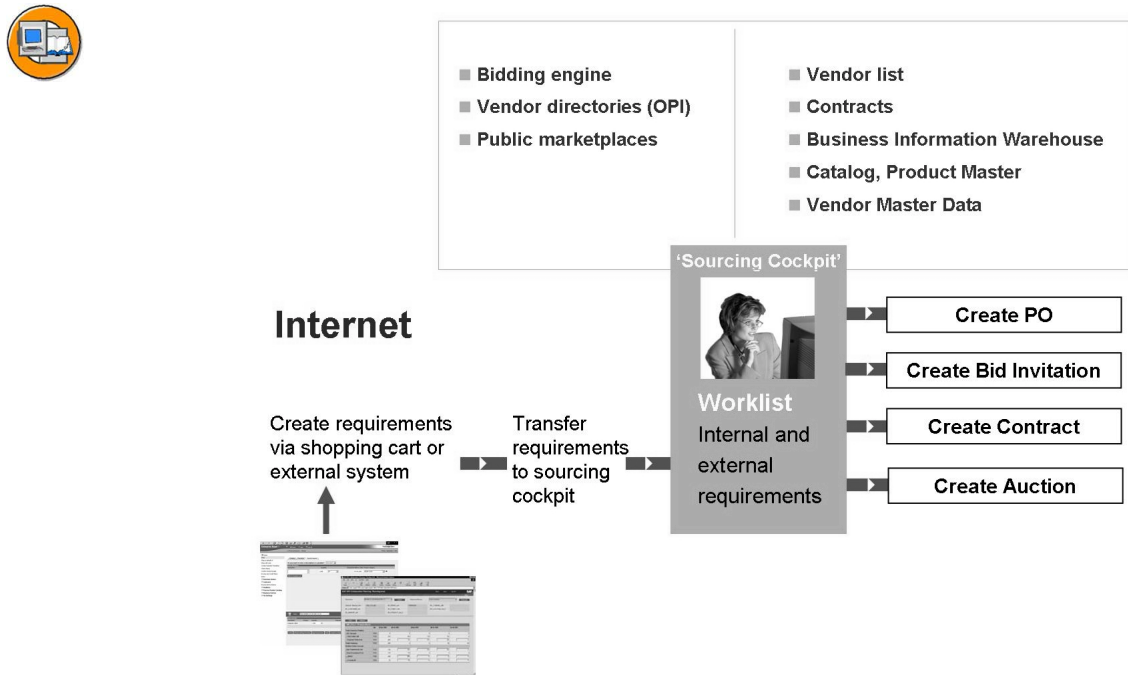 Bidding engine
Vendor directories (OPI)
Public marketplaces
Vendor list
Contracts
Business Information Warehouse
Catalog, Product Master
Vendor Master Data
‘Sourcing Cockpit’
Internet
Create requirements
via shopping cart or
external system
Transfer
requirements
to sourcing
cockpit
Worklist
Internal and
external
requirements
Create PO
Create Bid Invitation
Create Contract
Create Auction